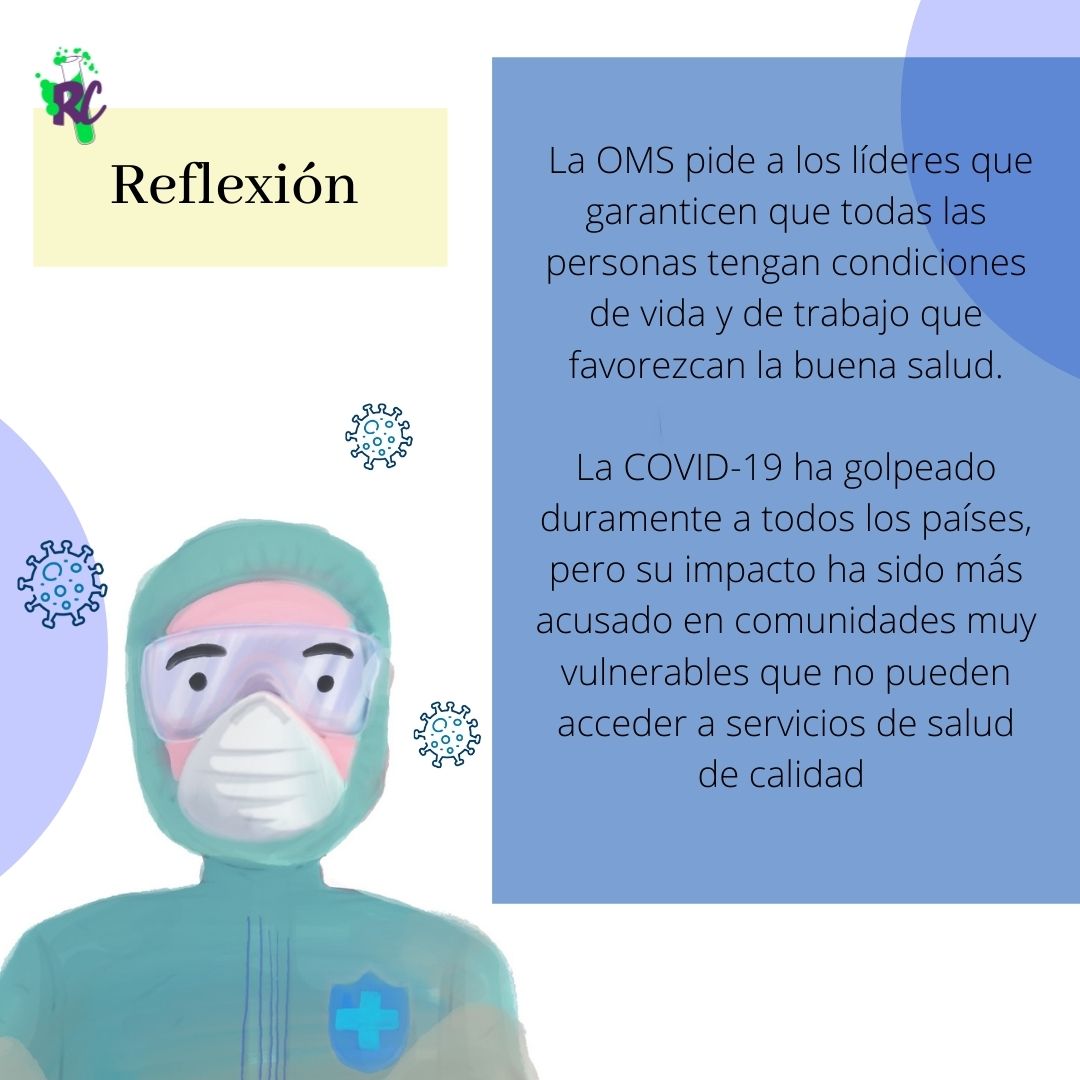 RC
Reflexión
La OMS pide a los líderes que
garanticen que todas las
personas tengan condiciones
de vida y de trabajo que
favorezcan la buena salud.
La COVID-19 ha golpeado
duramente a todos los países,
pero su impacto ha sido más
acusado en comunidades muy
vulnerables que no pueden
acceder a servicios de salud
de calidad